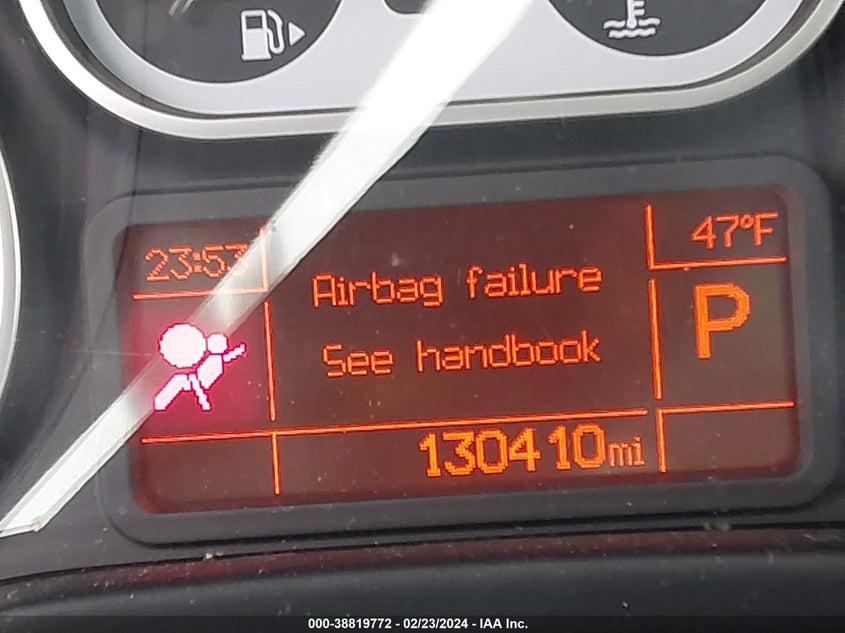 23:53
47°F
Airbag failure
See handbook
P
130410mi
000-38819772 - 02/23/2024 - IAA Inc.